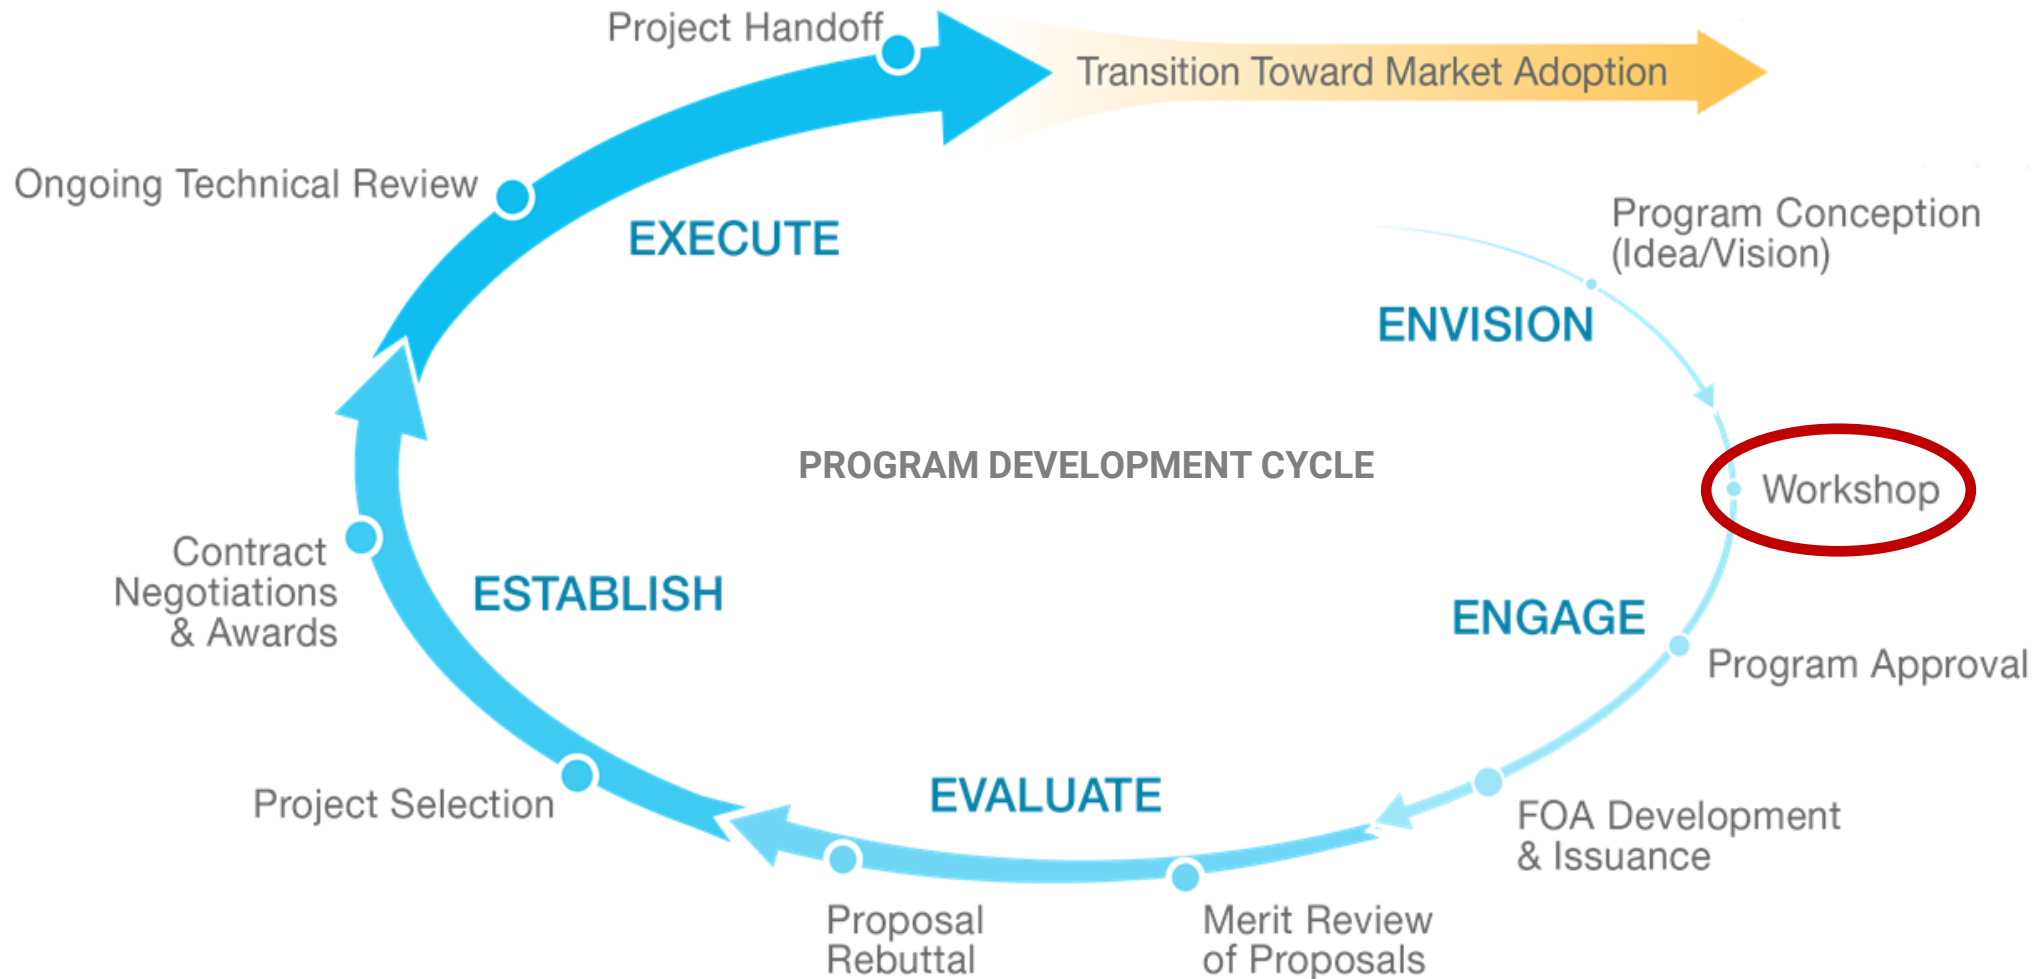 Project Handoff
Transition Toward Market Adoption
Ongoing Technical Review
EXECUTE
Program Conception
(Idea/Vision)
ENVISION
PROGRAM DEVELOPMENT CYCLE
Workshop
Contract
Negotiations
& Awards
ESTABLISH
ENGAGE
Program Approval
Project Selection
EVALUATE
FOA Development
& Issuance
Proposal
Rebuttal
Merit Review
of Proposals